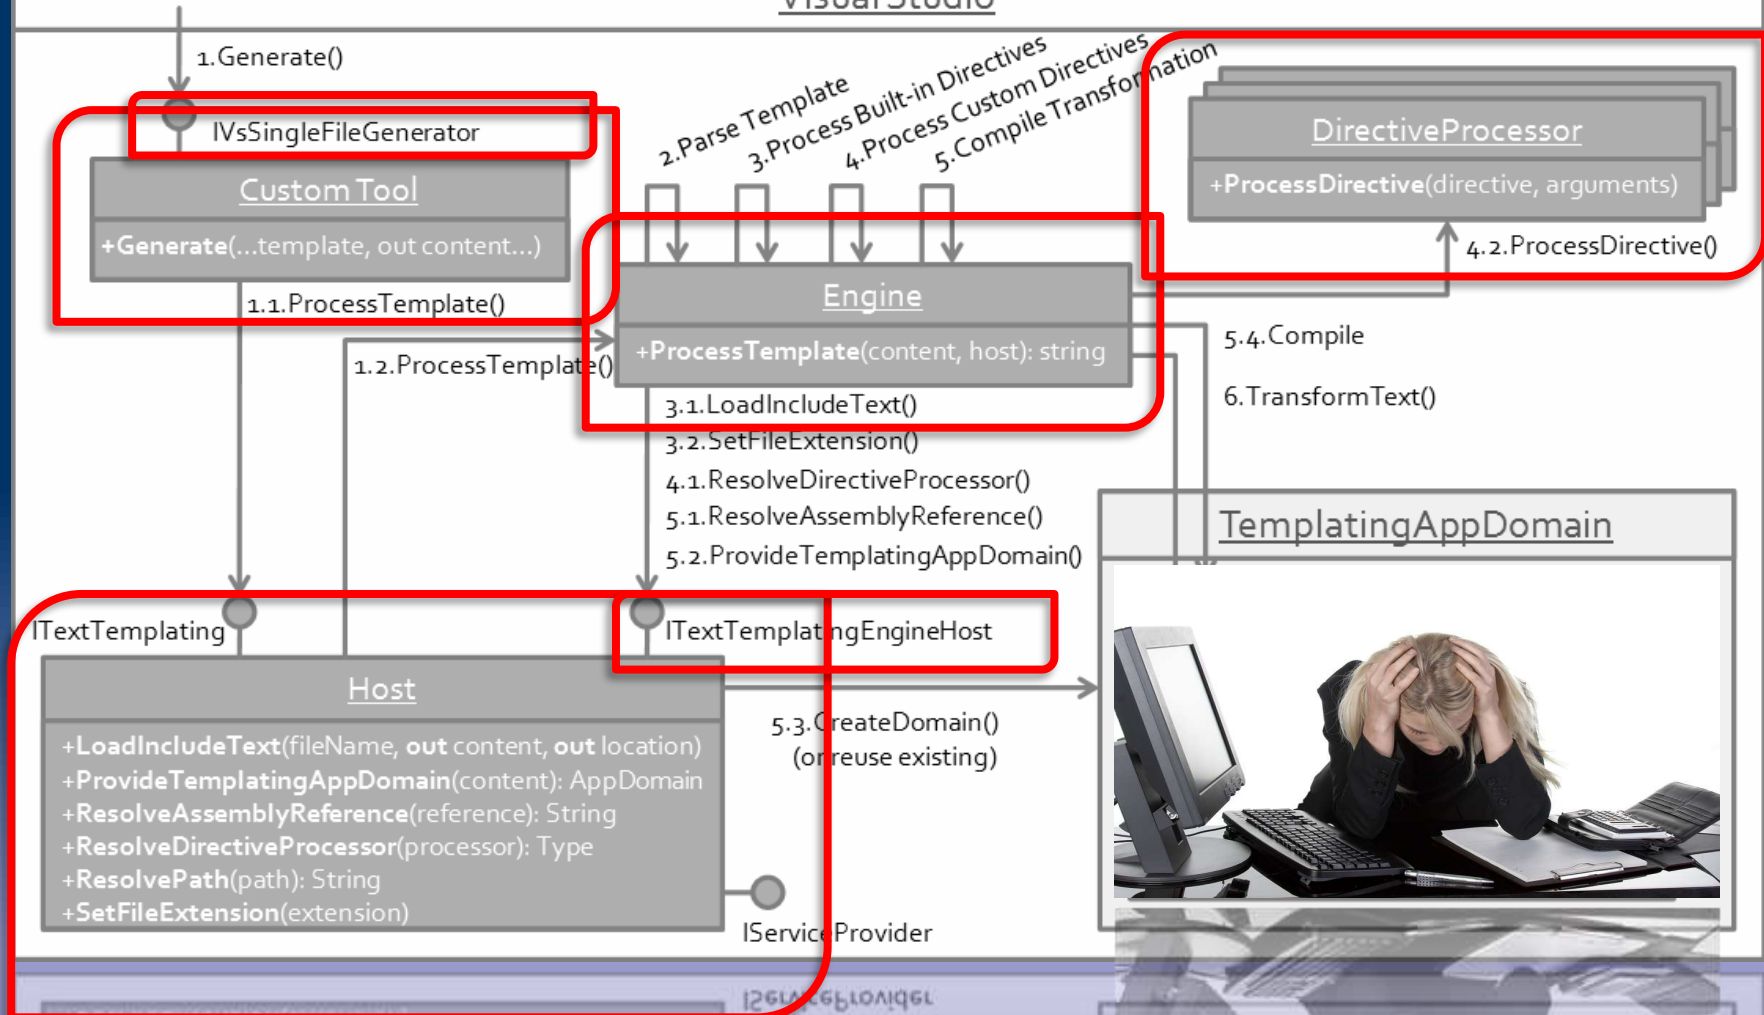 VisualStudio
1.Generate()
IVsSingleFileGenerator
Custom Tool
+Generate(...template, out content...)
1.1.ProcessTemplate()
1.2.ProcessTemplate()
2.Parse Template
3.Process Built-in Directives
4.Process Custom Directives
5.Compile Transformation
Engine
+ProcessTemplate(content, host): string
DirectiveProcessor
+ProcessDirective(directive, arguments)
4.2.ProcessDirective()
5.4.Compile
6.TransformText()
3.1.LoadIncludeText()
3.2.SetFileExtension()
4.1.ResolveDirectiveProcessor()
5.1.ResolveAssemblyReference()
5.2.ProvideTemplatingAppDomain()
TemplatingAppDomain
ITextTemplating
ITextTemplatingEngineHost
Host
+LoadIncludeText(fileName, out content, out location)
+ProvideTemplatingAppDomain(content): AppDomain
+ResolveAssemblyReference(reference): String
+ResolveDirectiveProcessor(processor): Type
+ResolvePath(path): String
+SetFileExtension(extension)
5.3.CreateDomain()
(or reuse existing)
IServiceProvider